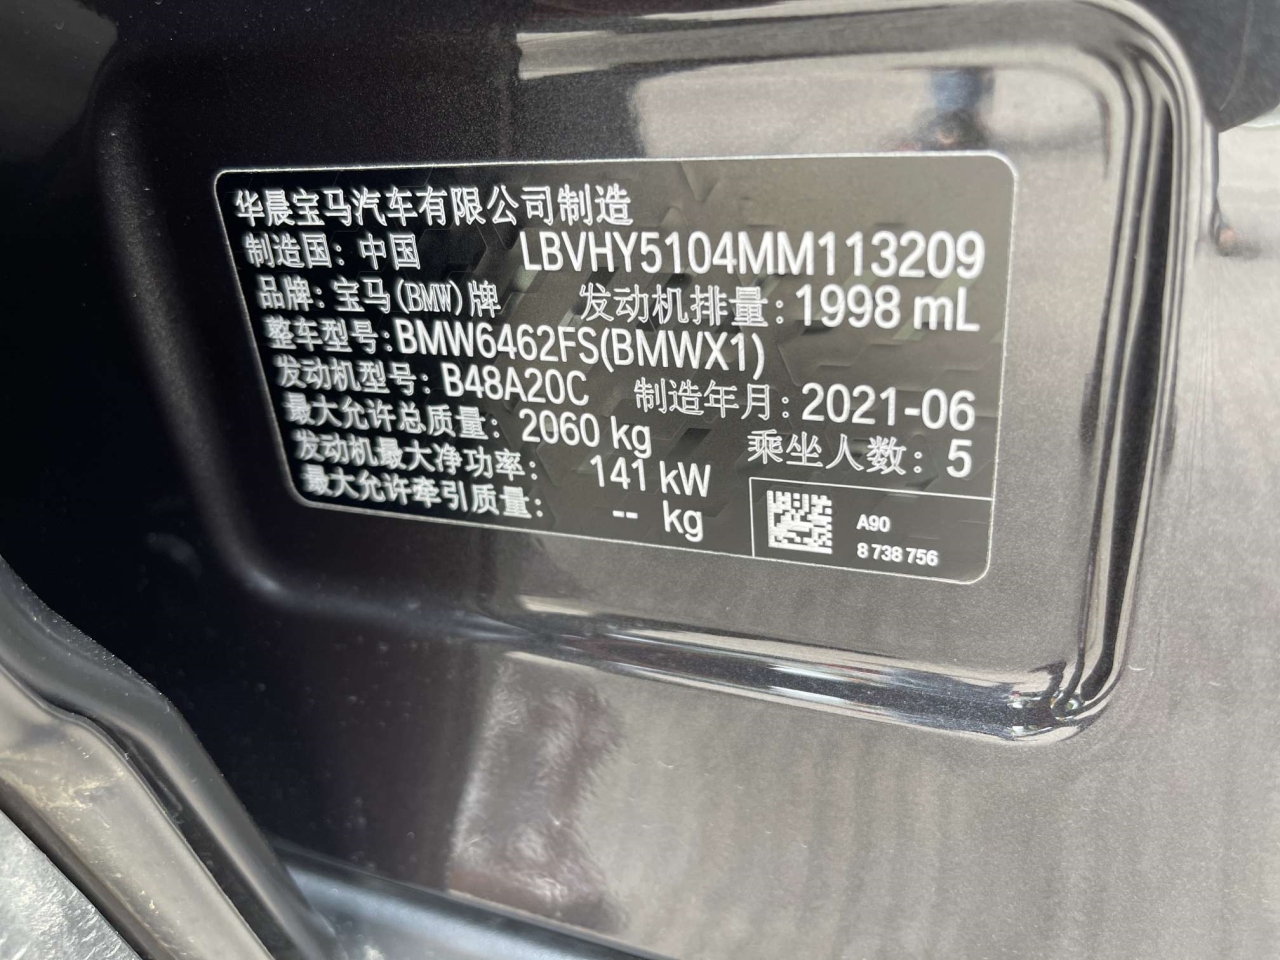 华晨宝马汽车有限公司制造
制造国：中国 LBVHY5104MM113209
品牌：宝马(BMW)牌 发动机排量：1998 mL
整车型号：BMW6462FS(BMWX1)
发动机型号：B48A20C 制造年月：2021-06
最大允许总质量：2060 kg 乘坐人数：5
发动机最大净功率：141 kW
最大允许牵引质量：-- kg
A90
8 738 756